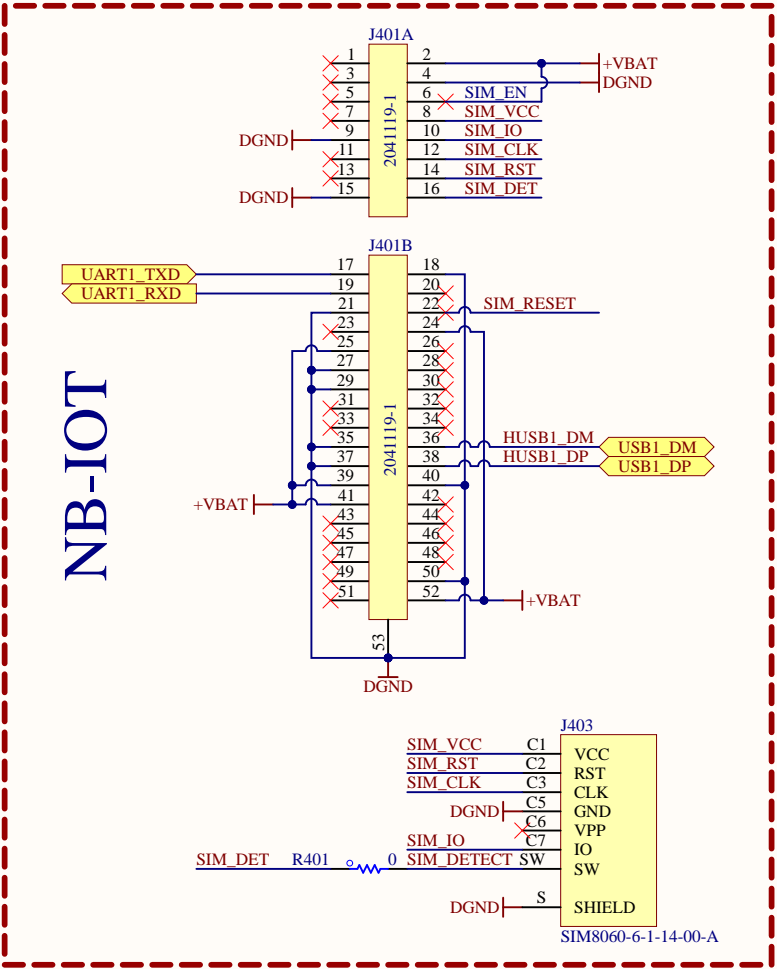 J401A
1 2 +VBAT
3 4 DGND
5 6 SIM_EN
7 8 SIM_VCC
DGND 9 10 SIM_IO
11 12 SIM_CLK
13 14 SIM_RST
DGND 15 16 SIM_DET
2041119-1
J401B
UART1_TXD 17 18
UART1_RXD 19 20
21 22 SIM_RESET
23 24
25 26
27 28
29 30
31 32
33 34
35 36 HUSB1_DM USB1_DM
37 38 HUSB1_DP USB1_DP
39 40
+VBAT 41 42
43 44
45 46
47 48
49 50
51 52 +VBAT
2041119-1
53
DGND
NB-IOT
J403
SIM_VCC C1 VCC
SIM_RST C2 RST
SIM_CLK C3 CLK
DGND C5 GND
C6 VPP
SIM_IO C7 IO
SIM_DET R401 0 SIM_DETECT SW SW
DGND S SHIELD
SIM8060-6-1-14-00-A